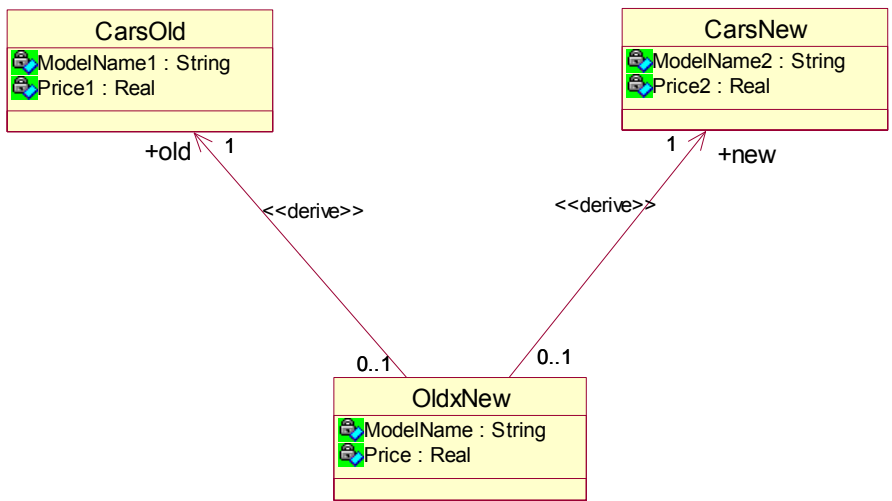 CarsOld
ModelName1 : String
Price1 : Real
CarsNew
ModelName2 : String
Price2 : Real
+old
1
1
+new
<<derive>>
<<derive>>
0..1
0..1
OldxNew
ModelName : String
Price : Real